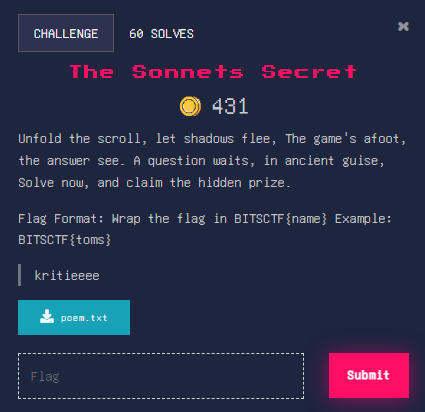 CHALLENGE 60 SOLVES
✖
The Sonnets Secret
431
Unfold the scroll, let shadows flee, The game's afoot,
the answer see. A question waits, in ancient guise,
Solve now, and claim the hidden prize.
Flag Format: Wrap the flag in BITSCTF{name} Example:
BITSCTF{toms}
kritieeee
poem.txt
Flag
Submit